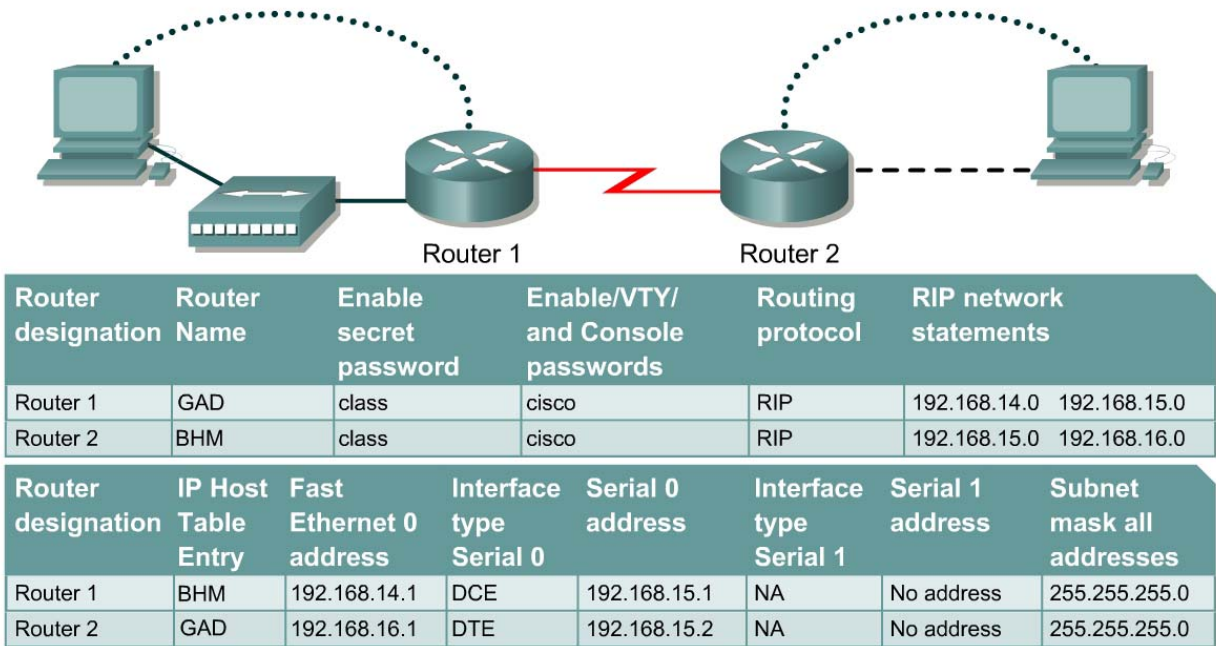 Router 1
Router 2
Router designation Router Name Enable secret password Enable/VTY/ and Console passwords Routing protocol RIP network statements
Router 1 GAD class cisco RIP 192.168.14.0 192.168.15.0
Router 2 BHM class cisco RIP 192.168.15.0 192.168.16.0
Router designation IP Host Table Entry Fast Ethernet 0 address Interface type Serial 0 Serial 0 address Interface type Serial 1 Serial 1 address Subnet mask all addresses
Router 1 BHM 192.168.14.1 DCE 192.168.15.1 NA No address 255.255.255.0
Router 2 GAD 192.168.16.1 DTE 192.168.15.2 NA No address 255.255.255.0